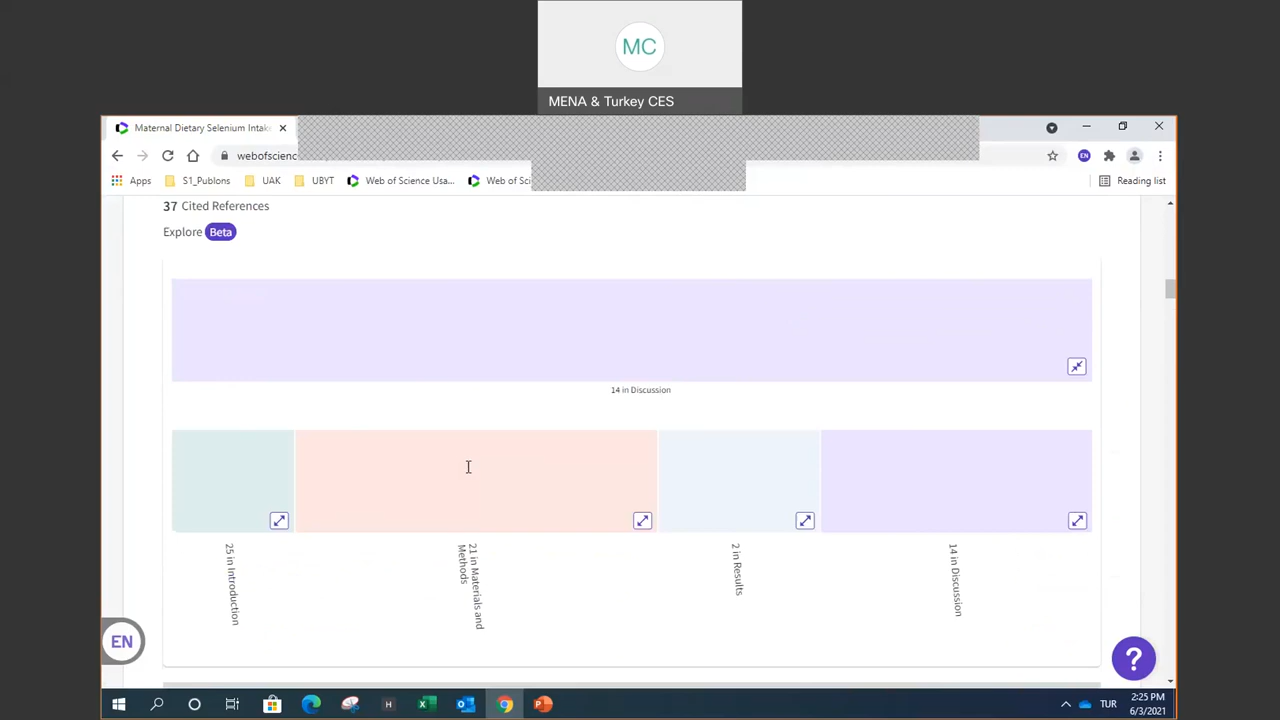 MC
MENA & Turkey CES
Maternal Dietary Selenium Intak
webofscienc
EN
Apps
S1_Publons
UAK
UBYT
Web of Science Usa...
Web of Sci
Reading list
37 Cited References
Explore Beta
14 in Discussion
25 in Introduction
21 in Materials and
Methods
2 in Results
14 in Discussion
EN
?
H
TUR
2:25 PM
6/3/2021